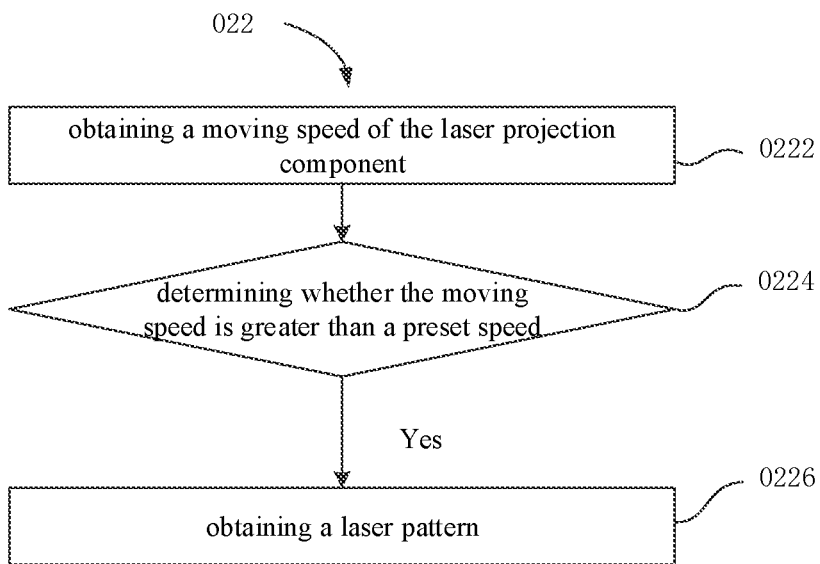 022
obtaining a moving speed of the laser projection
component
0222
determining whether the moving
speed is greater than a preset speed
0224
Yes
0226
obtaining a laser pattern